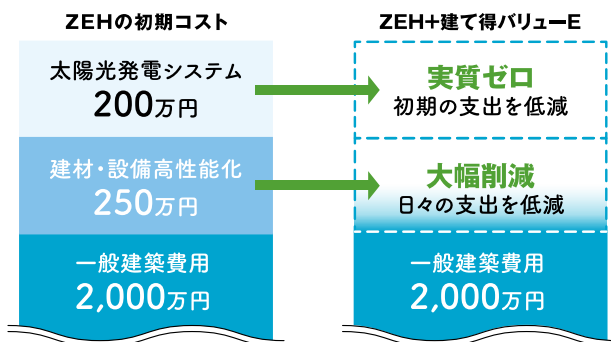 ZEHの初期コスト
太陽光発電システム
200万円
建材・設備高性能化
250万円
一般建築費用
2,000万円
ZEH+建て得バリューE
実質ゼロ
初期の支出を低減
大幅削減
日々の支出を低減
一般建築費用
2,000万円